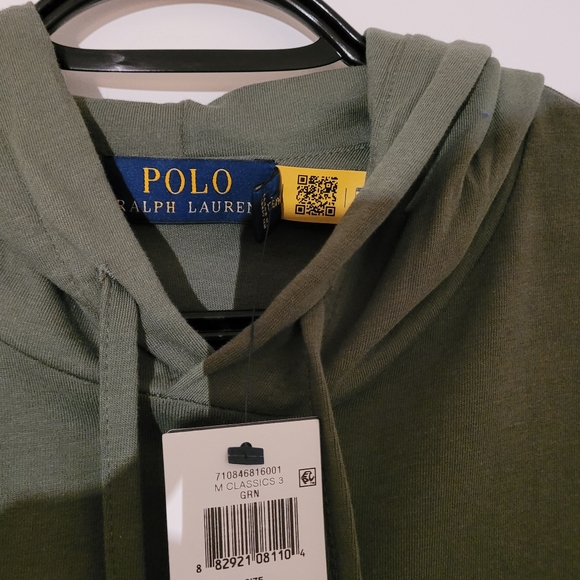 POLO
RALPH LAUREN
710846816001
M CLASSICS 3
GRN
8 82921 08110 4